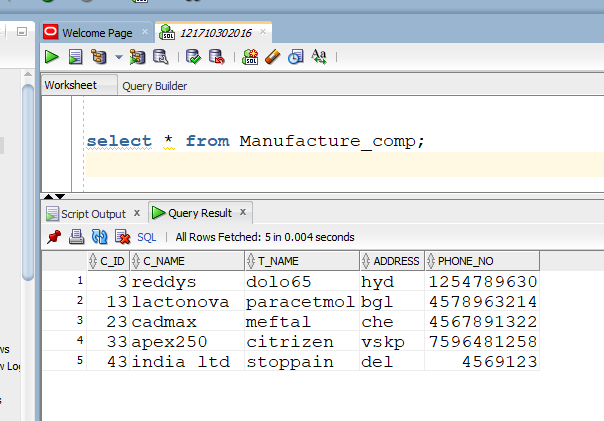 Welcome Page 121710302016
Worksheet Query Builder
select * from Manufacture_comp;
Script Output x Query Result x
SQL | All Rows Fetched: 5 in 0.004 seconds
C_ID C_NAME T_NAME ADDRESS PHONE_NO
1 3 reddys dolo65 hyd 1254789630
2 13 lactonova paracetmol bgl 4578963214
3 23 cadmax meftal che 4567891322
4 33 apex250 citrizen vskp 7596481258
5 43 india ltd stoppain del 4569123